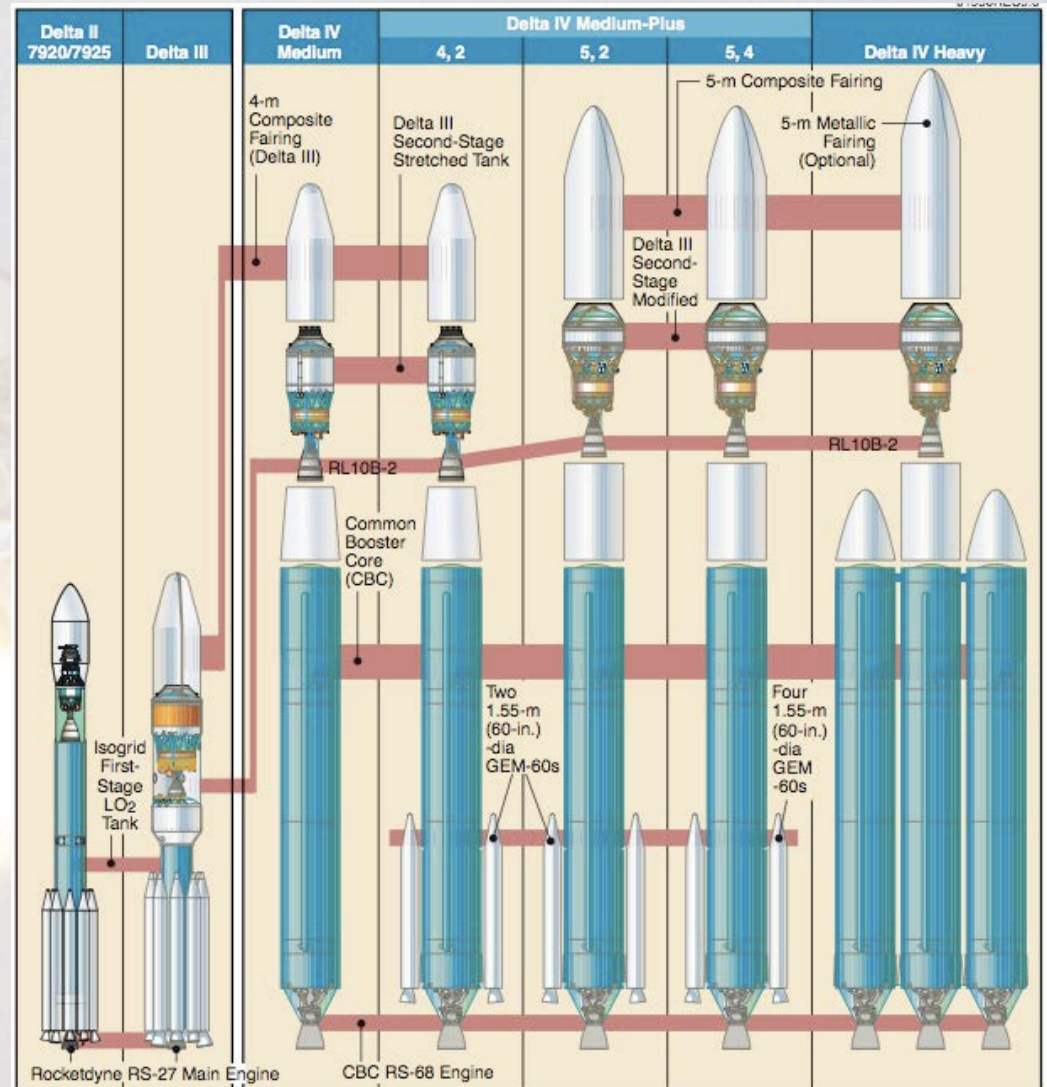 Delta II
7920/7925
Delta III
Delta IV
Medium
Delta IV Medium-Plus
4, 2
5, 2
5, 4
Delta IV Heavy
4-m
Composite
Fairing
(Delta III)
Delta III
Second-Stage
Stretched Tank
5-m Composite Fairing
5-m Metallic
Fairing
(Optional)
Delta III
Second-
Stage
Modified
RL10B-2
RL10B-2
Common
Booster
Core
(CBC)
Two
1.55-m
(60-in.)
-dia
GEM-60s
Four
1.55-m
(60-in.)
-dia
GEM
-60s
Isogrid
First-
Stage
LO2
Tank
Rocketdyne RS-27 Main Engine
CBC RS-68 Engine